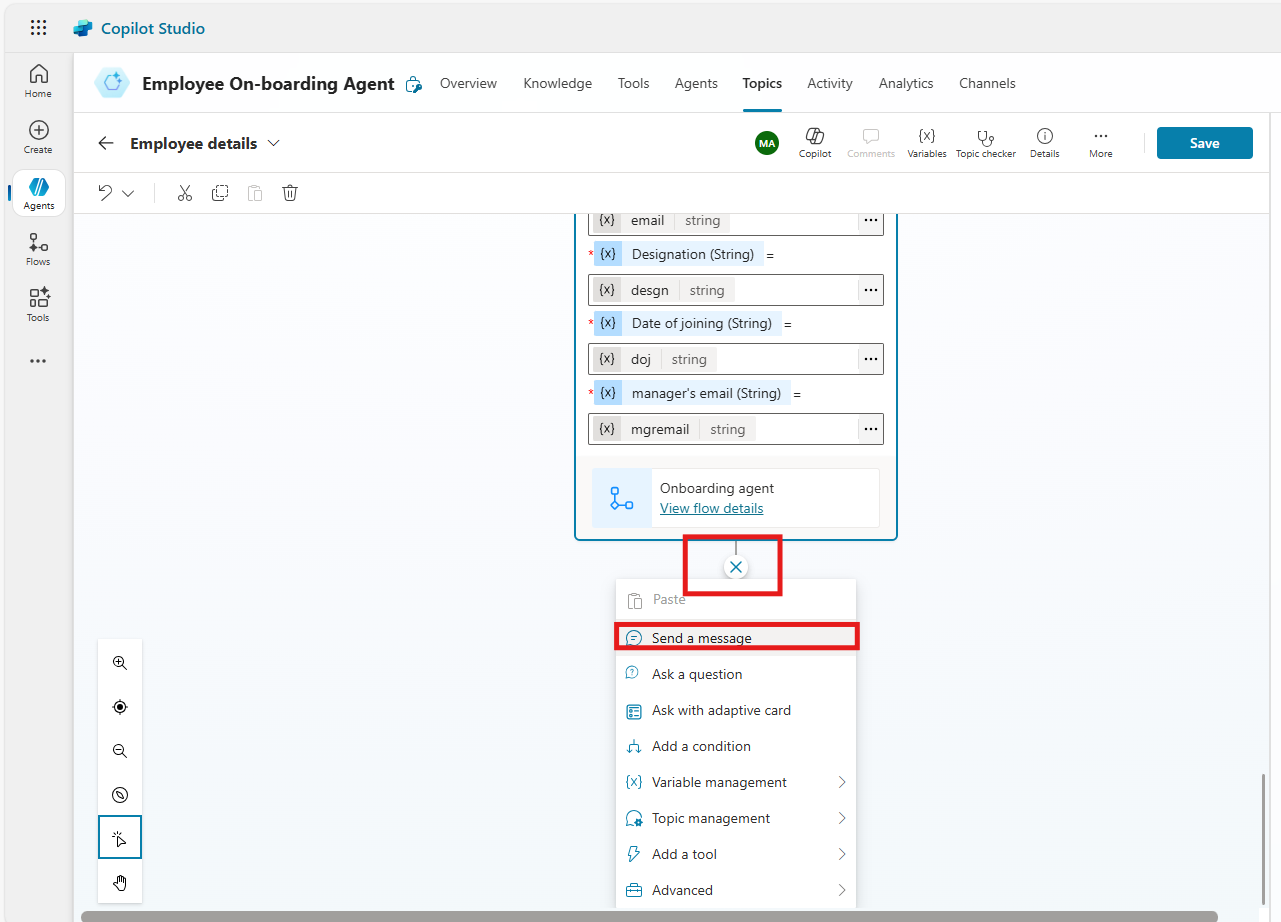 Copilot Studio
Home
Create
Agents
Flows
Tools
Employee On-boarding Agent
Overview Knowledge Tools Agents Topics Activity Analytics Channels
Employee details
MA
Copilot Comments Variables Topic checker Details More
Save
{x} email string ...
* {x} Designation (String) =
{x} desgn string ...
* {x} Date of joining (String) =
{x} doj string ...
* {x} manager's email (String) =
{x} mgremail string ...
Onboarding agent
View flow details
Paste
Send a message
Ask a question
Ask with adaptive card
Add a condition
{x} Variable management
Topic management
Add a tool
Advanced